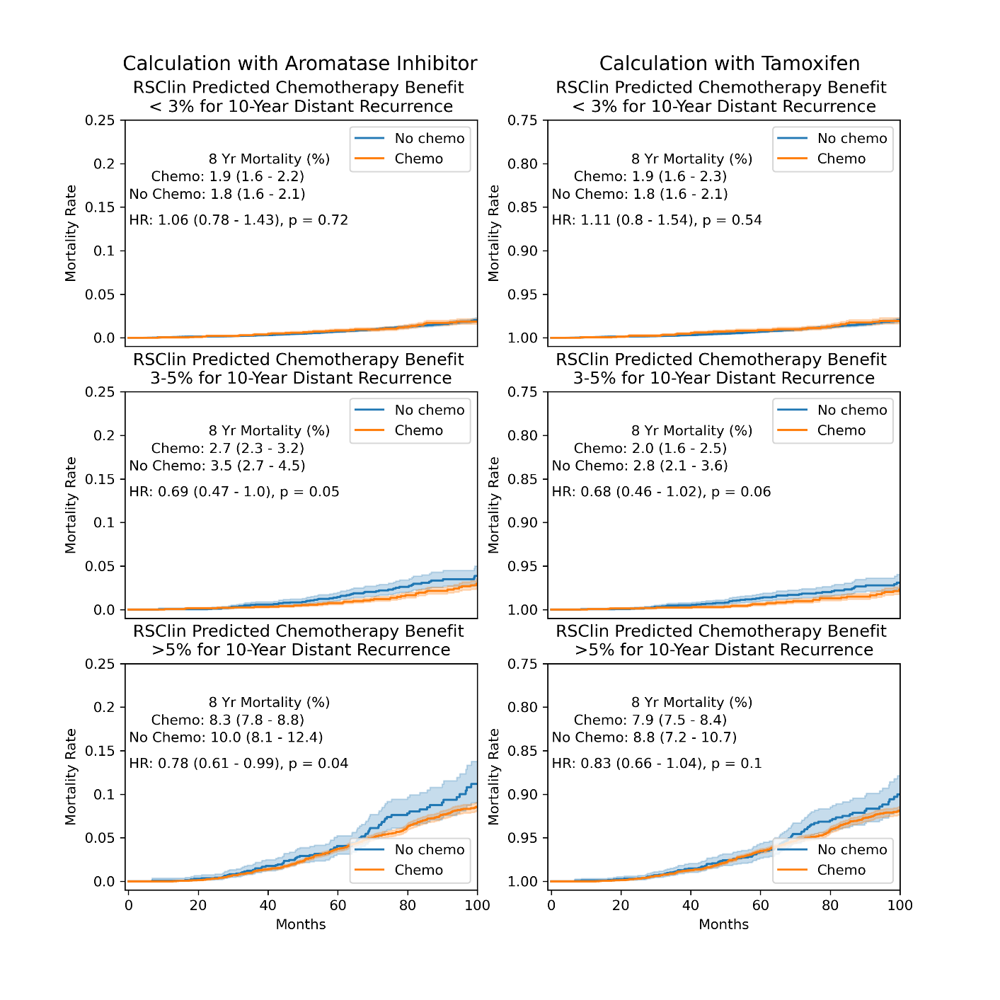 Calculation with Aromatase Inhibitor
RSClin Predicted Chemotherapy Benefit
< 3% for 10-Year Distant Recurrence
0.25
0.2
0.15
0.1
0.05
0.0
Mortality Rate
No chemo
Chemo
8 Yr Mortality (%)
Chemo: 1.9 (1.6 - 2.2)
No Chemo: 1.8 (1.6 - 2.1)
HR: 1.06 (0.78 - 1.43), p = 0.72
Calculation with Tamoxifen
RSClin Predicted Chemotherapy Benefit
< 3% for 10-Year Distant Recurrence
0.75
0.80
0.85
0.90
0.95
1.00
Mortality Rate
No chemo
Chemo
8 Yr Mortality (%)
Chemo: 1.9 (1.6 - 2.3)
No Chemo: 1.8 (1.6 - 2.1)
HR: 1.11 (0.8 - 1.54), p = 0.54
RSClin Predicted Chemotherapy Benefit
3-5% for 10-Year Distant Recurrence
0.25
0.2
0.15
0.1
0.05
0.0
Mortality Rate
No chemo
Chemo
8 Yr Mortality (%)
Chemo: 2.7 (2.3 - 3.2)
No Chemo: 3.5 (2.7 - 4.5)
HR: 0.69 (0.47 - 1.0), p = 0.05
RSClin Predicted Chemotherapy Benefit
3-5% for 10-Year Distant Recurrence
0.75
0.80
0.85
0.90
0.95
1.00
Mortality Rate
No chemo
Chemo
8 Yr Mortality (%)
Chemo: 2.0 (1.6 - 2.5)
No Chemo: 2.8 (2.1 - 3.6)
HR: 0.68 (0.46 - 1.02), p = 0.06
RSClin Predicted Chemotherapy Benefit
>5% for 10-Year Distant Recurrence
0.25
0.2
0.15
0.1
0.05
0.0
Mortality Rate
8 Yr Mortality (%)
Chemo: 8.3 (7.8 - 8.8)
No Chemo: 10.0 (8.1 - 12.4)
HR: 0.78 (0.61 - 0.99), p = 0.04
No chemo
Chemo
0 20 40 60 80 100
Months
RSClin Predicted Chemotherapy Benefit
>5% for 10-Year Distant Recurrence
0.75
0.80
0.85
0.90
0.95
1.00
Mortality Rate
8 Yr Mortality (%)
Chemo: 7.9 (7.5 - 8.4)
No Chemo: 8.8 (7.2 - 10.7)
HR: 0.83 (0.66 - 1.04), p = 0.1
No chemo
Chemo
0 20 40 60 80 100
Months